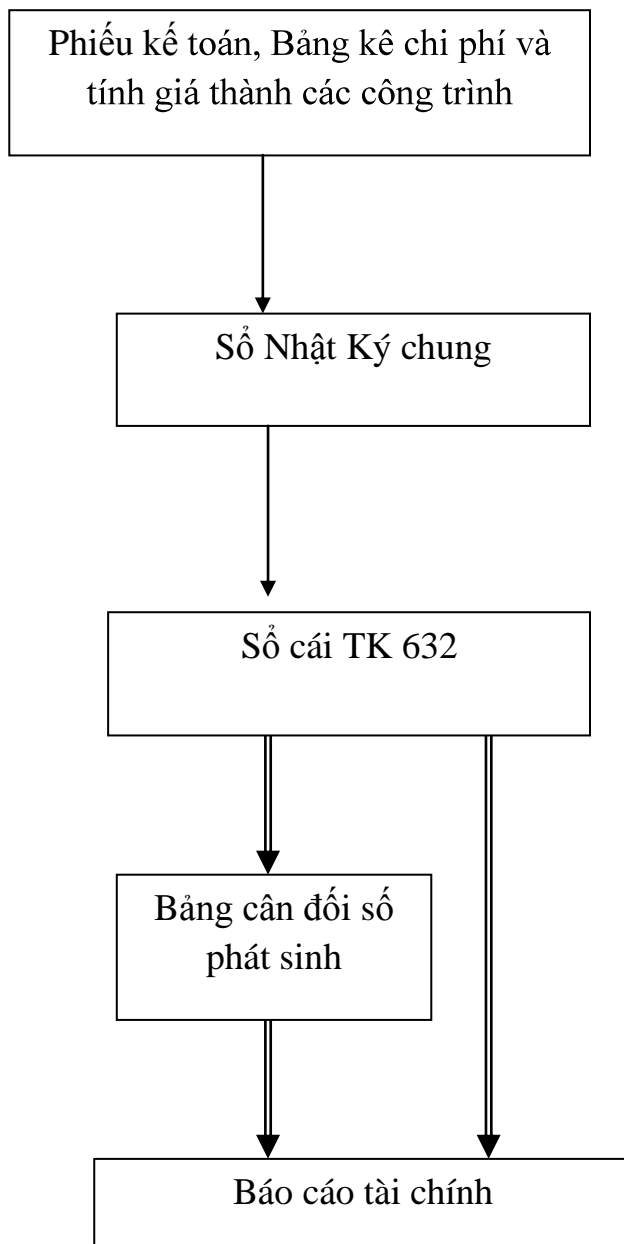 Phiếu kế toán, Bảng kê chi phí và
tính giá thành các công trình
Sổ Nhật Ký chung
Sổ cái TK 632
Bảng cân đối số
phát sinh
Báo cáo tài chính